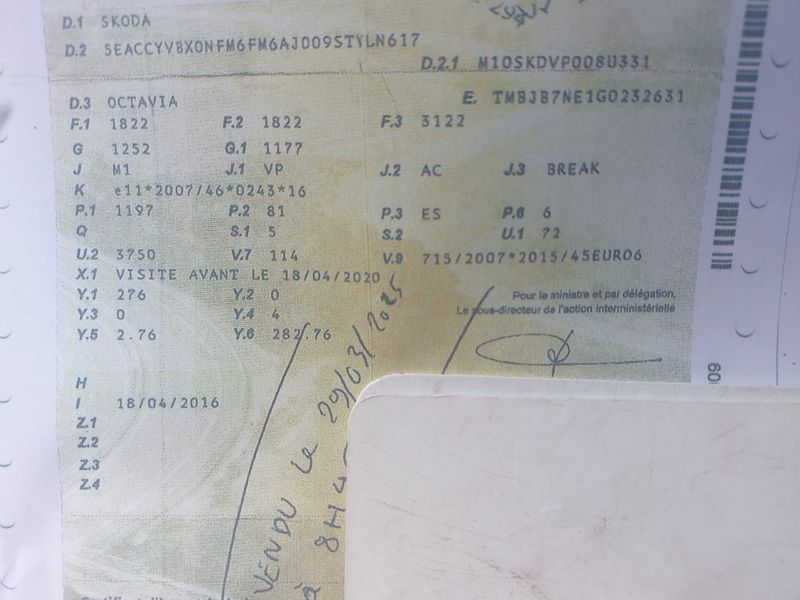 D.1 SKODA
D.2 5EACCYVBXONFM6FM6AJ009STYLN617
D.2.1 M10SKDVP008U331
D.3 OCTAVIA
E. TMBJB7NE1G0232631
F.1 1822 F.2 1822 F.3 3122
G 1252 G.1 1177
J M1 J.1 VP J.2 AC J.3 BREAK
K e11*2007/46*0243*16
P.1 1197 P.2 81 P.3 ES P.6 6
Q S.1 5 S.2 U.1 72
U.2 3750 V.7 114 V.9 715/2007*2015/45EURO6
X.1 VISITE AVANT LE 18/04/2020
Y.1 276 Y.2 0
Y.3 0 Y.4 4
Y.5 2.76 Y.6 282.76
Pour le ministre et par délégation,
Le sous-directeur de l'action interministérielle
H
I 18/04/2016
Z.1
Z.2
Z.3
Z.4
VENDU LE 29/03/2025
à 8H4